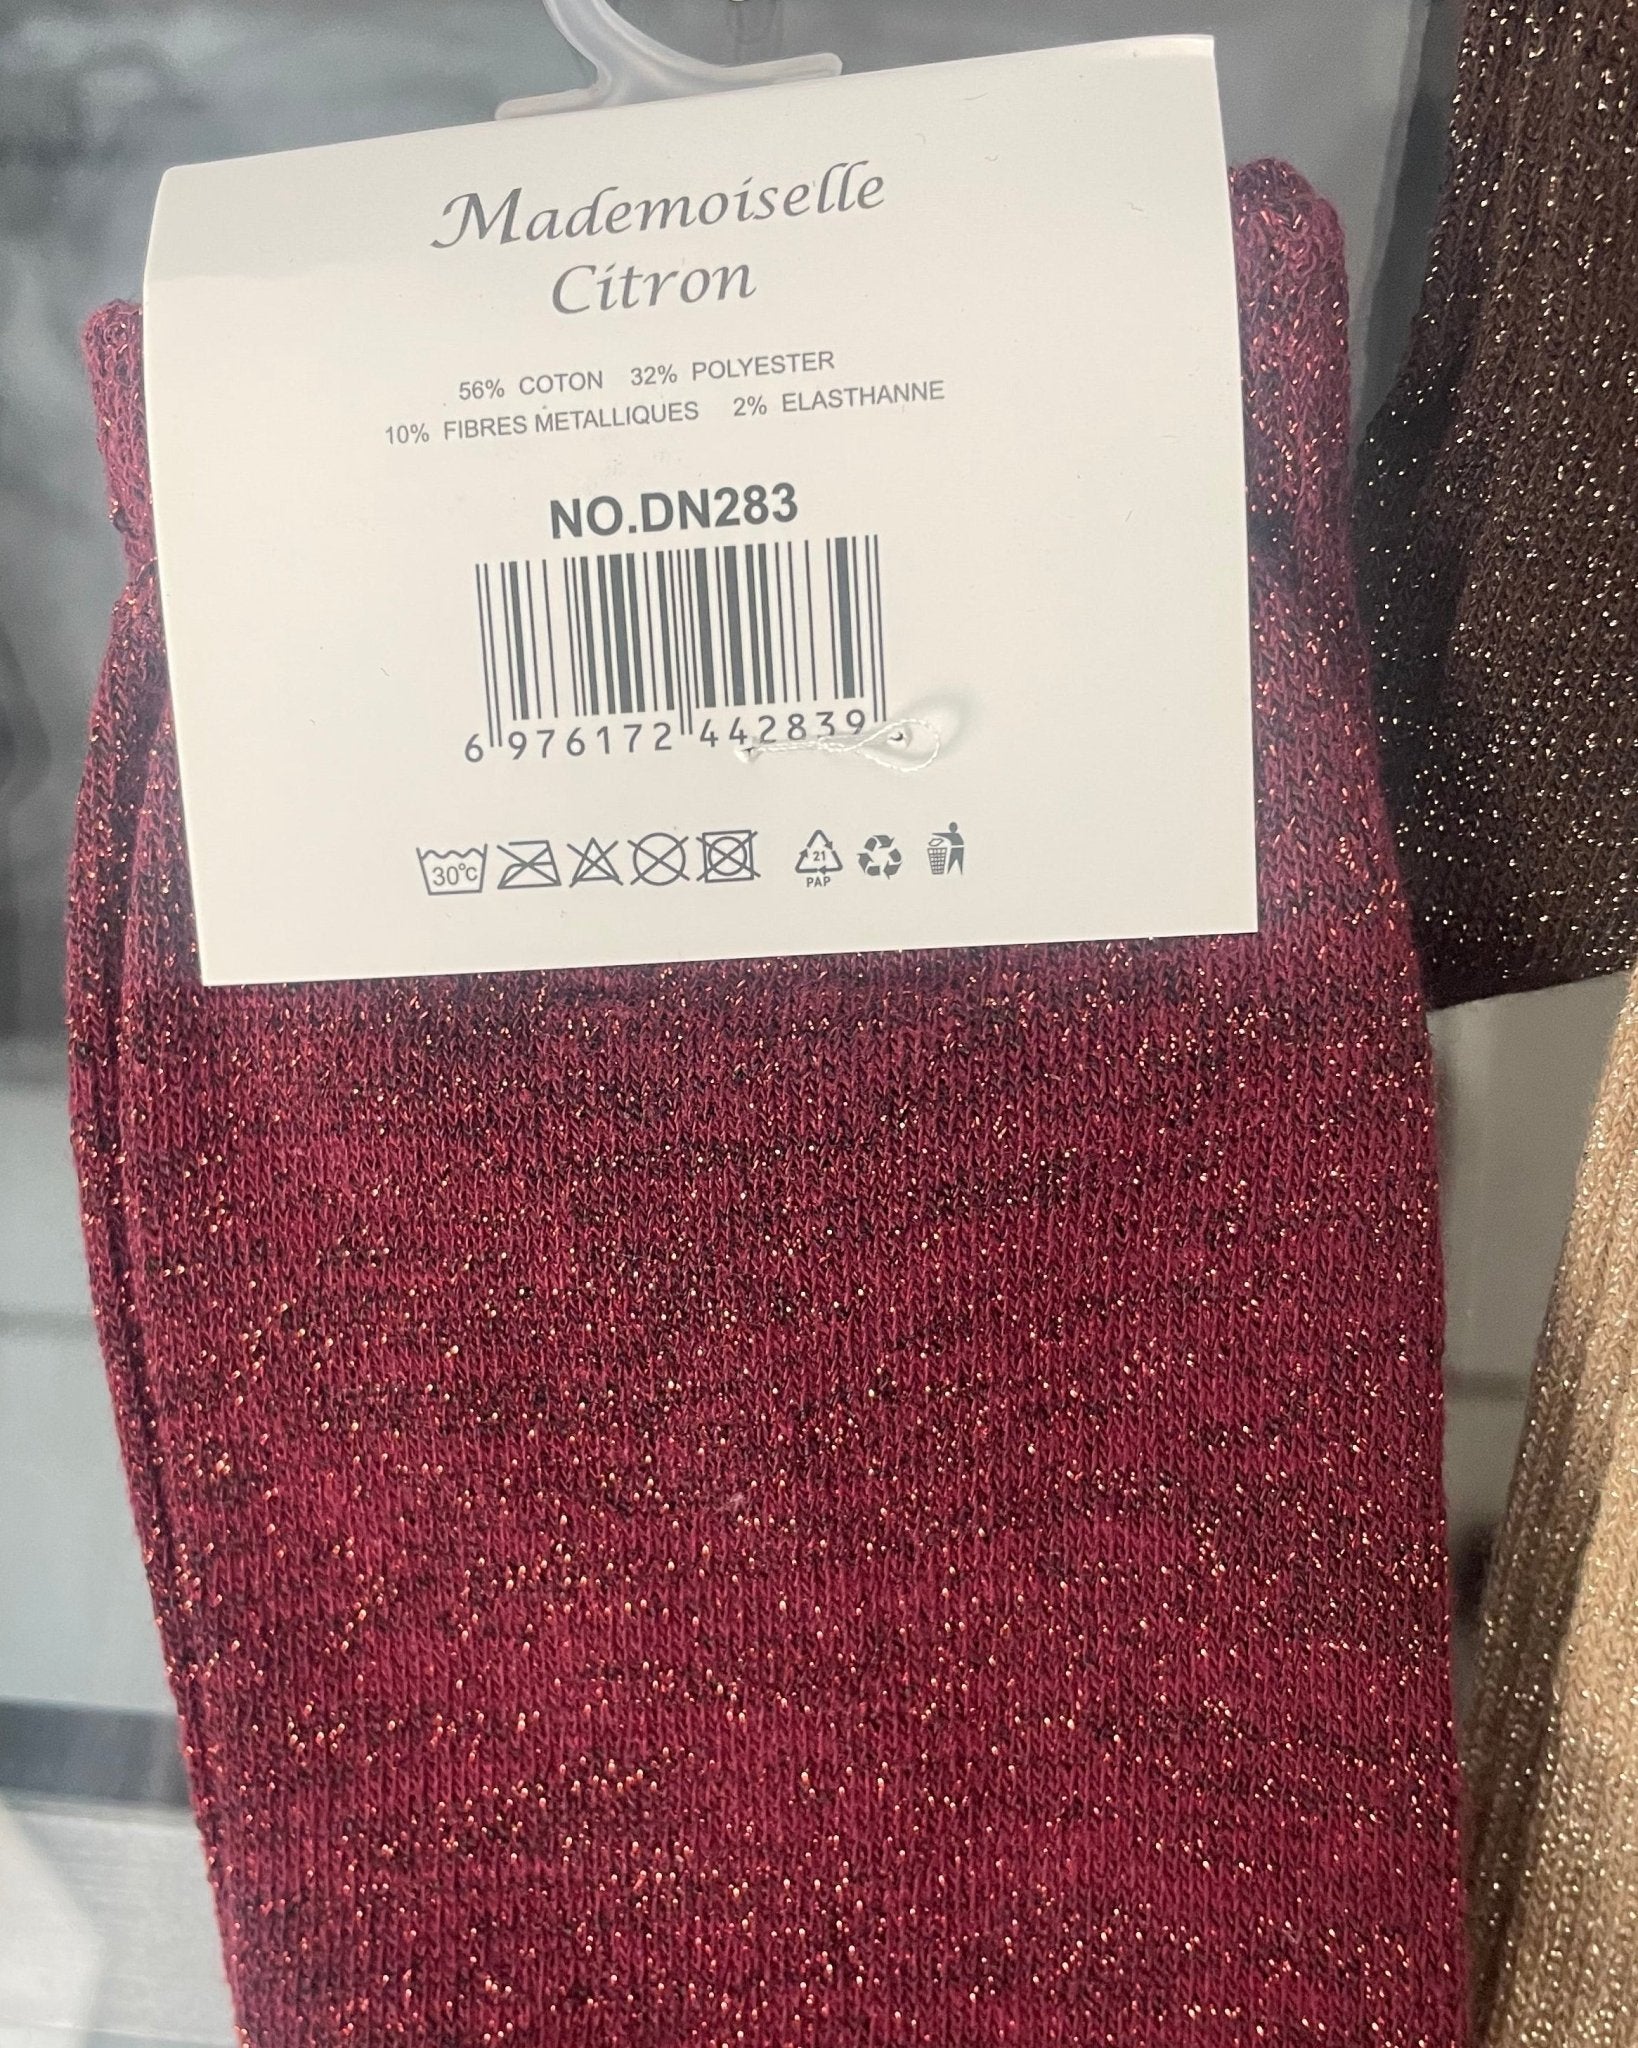 Mademoiselle
Citron
56% COTON 32% POLYESTER
10% FIBRES METALLIQUES 2% ELASTHANNE
NO.DN283
6 976172 442839
30°c
21
PAP